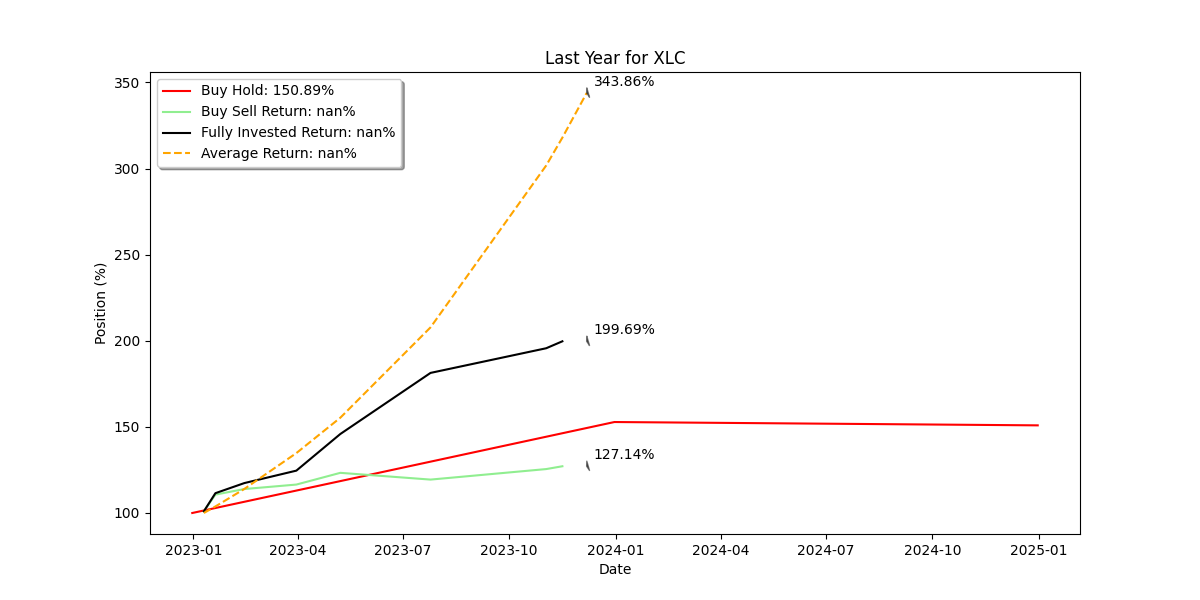 Last Year for XLC
Buy Hold: 150.89%
Buy Sell Return: nan%
Fully Invested Return: nan%
Average Return: nan%
343.86%
199.69%
127.14%
Position (%)
350
300
250
200
150
100
2023-01
2023-04
2023-07
2023-10
2024-01
2024-04
2024-07
2024-10
2025-01
Date